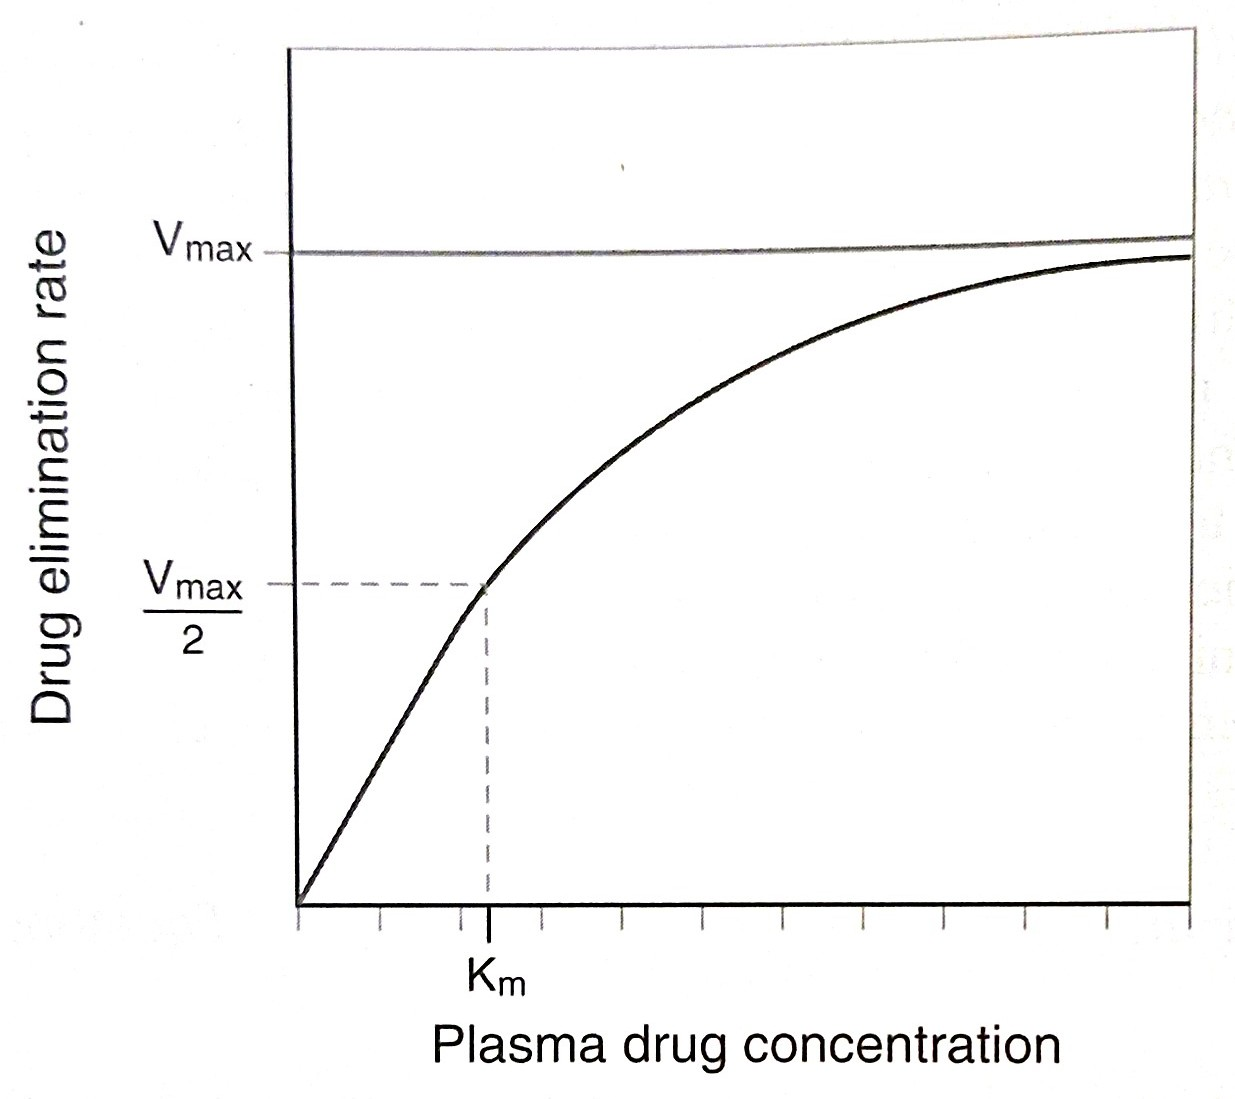 Drug elimination rate
Vmax
Vmax
2
Km
Plasma drug concentration